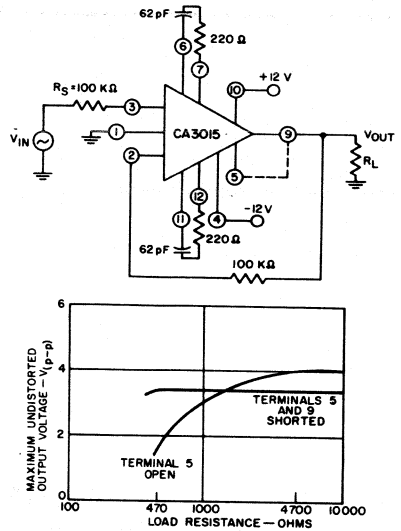 62 pF
220 Ω
6
7
RS = 100 KΩ
3
10
+12 V
1
CA3015
9
VOUT
VIN
2
RL
12
5
11
4
-12V
62 pF
220 Ω
100 KΩ
MAXIMUM UNDISTORTED
OUTPUT VOLTAGE – V(p-p)
6
4
2
0
TERMINALS 5
AND 9
SHORTED
TERMINAL 5
OPEN
100
470
1000
4700
10000
LOAD RESISTANCE — OHMS